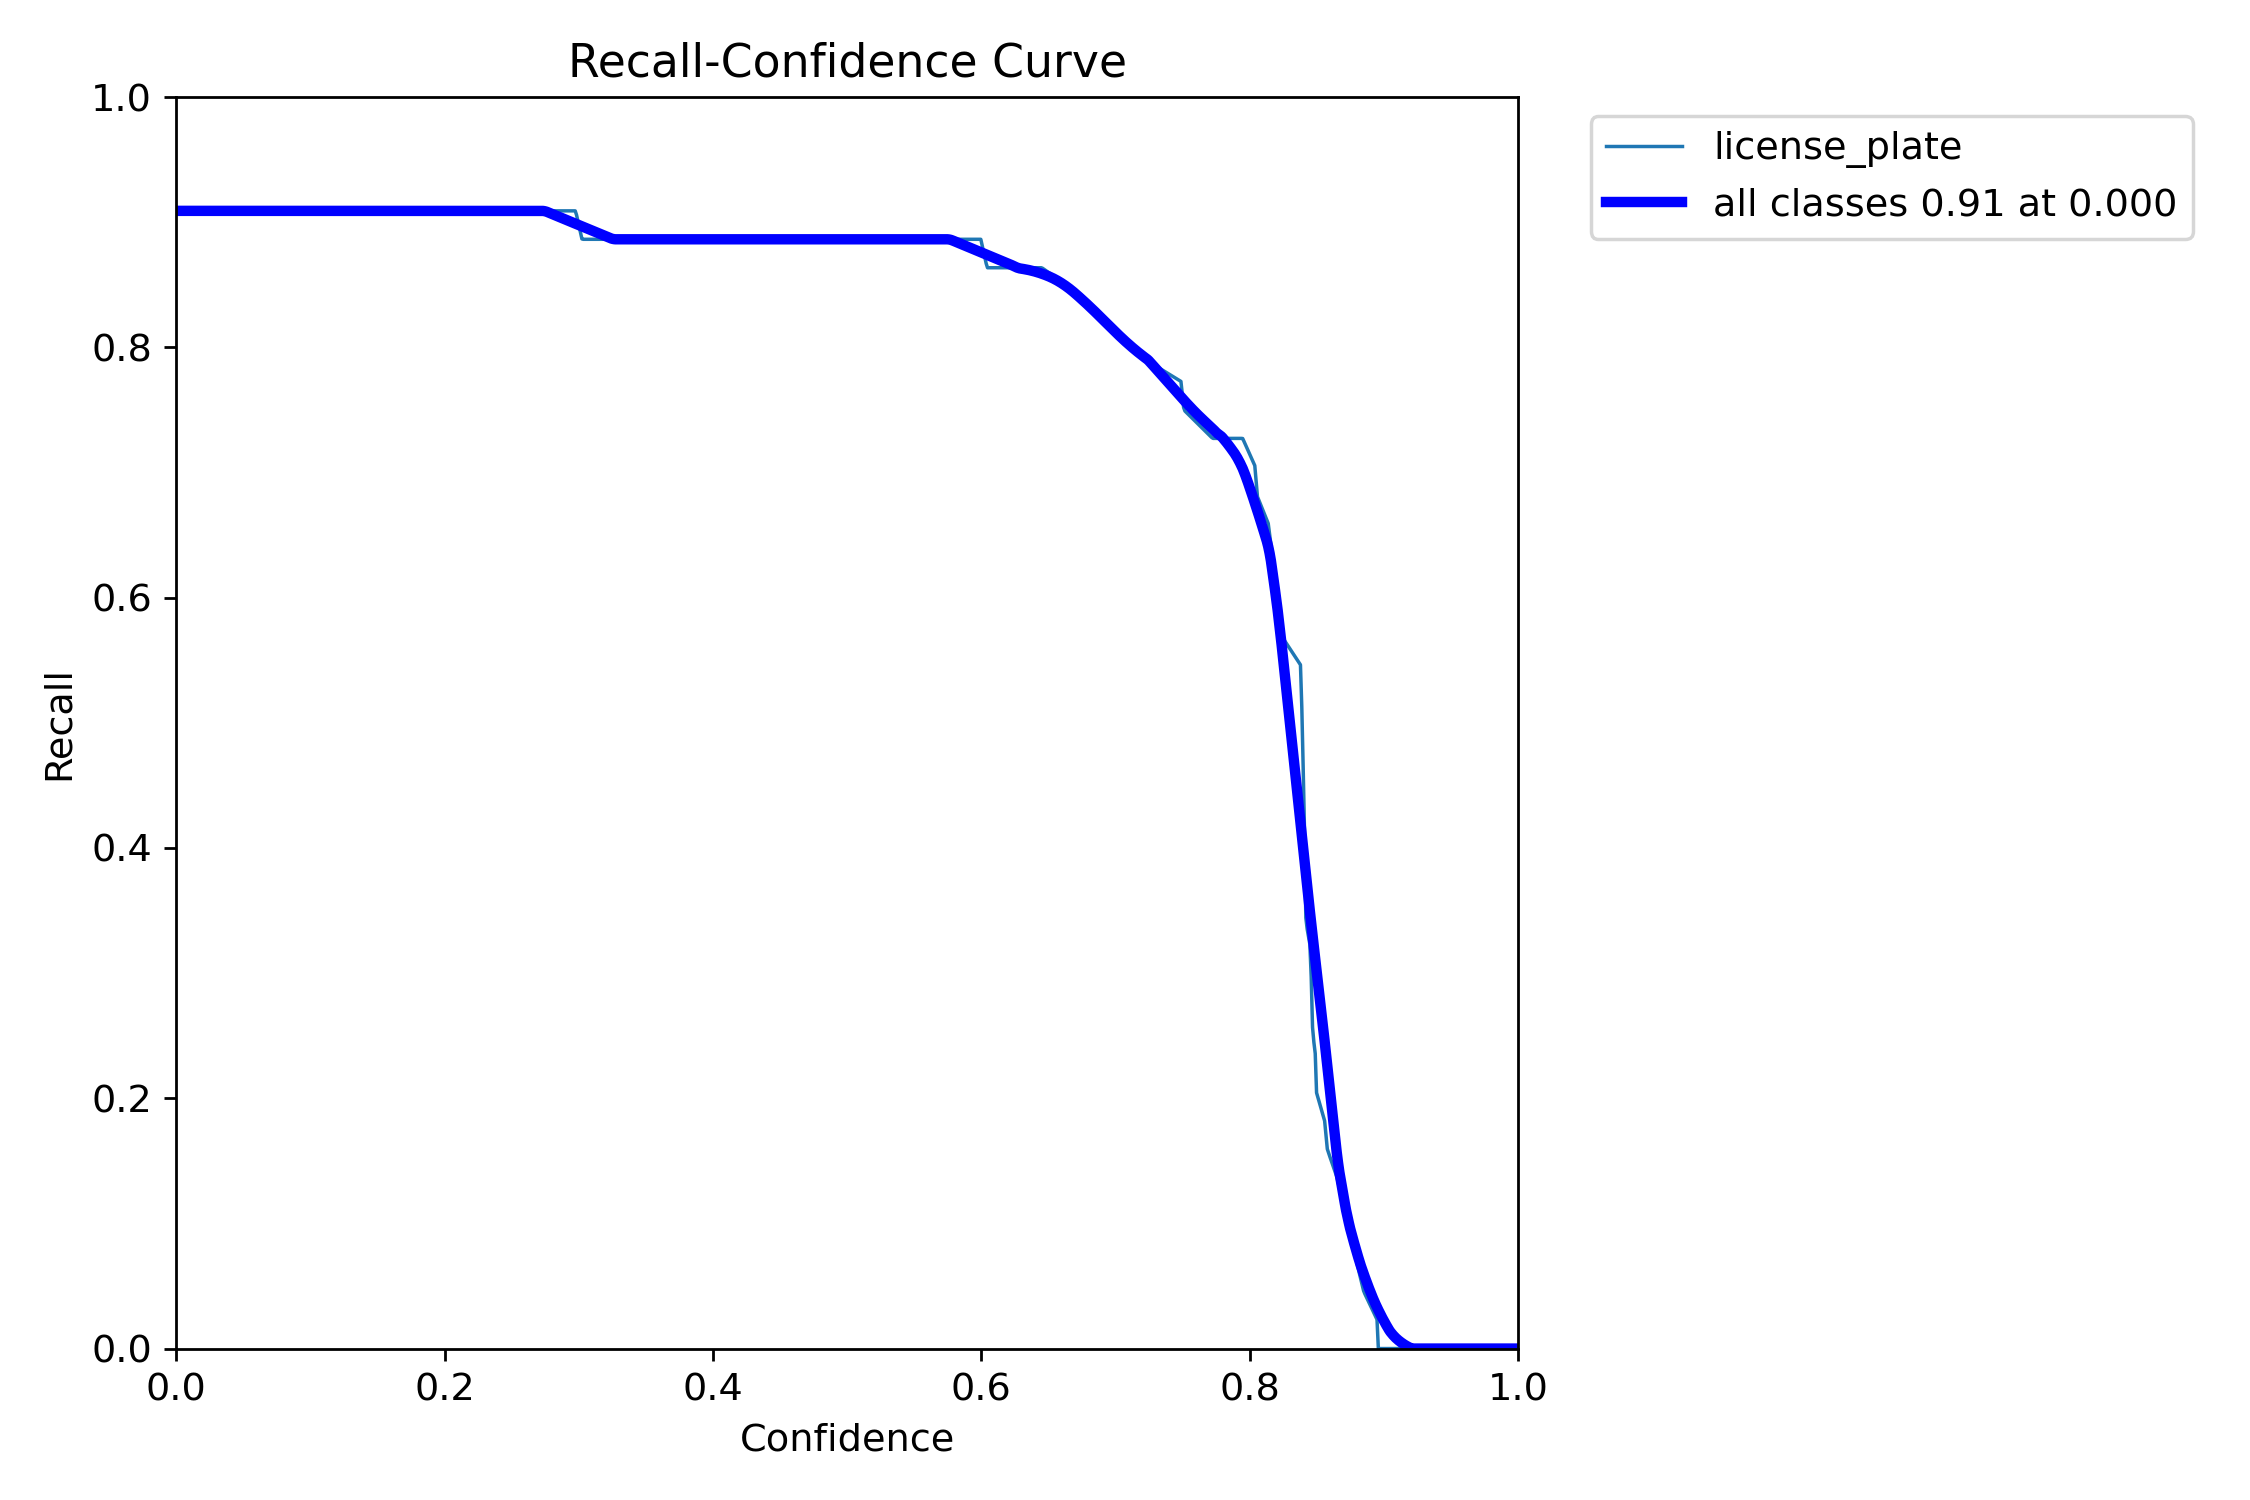 Recall-Confidence Curve
1.0
0.8
0.6
0.4
0.2
0.0
Recall
0.0 0.2 0.4 0.6 0.8 1.0
Confidence
license_plate
all classes 0.91 at 0.000